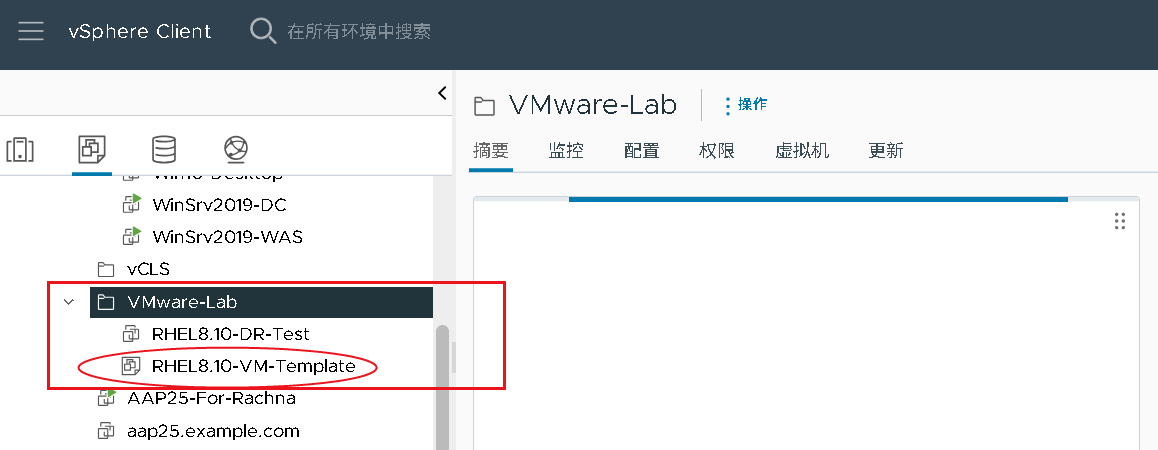 vSphere Client
在所有环境中搜索
VMware-Lab
操作
摘要 监控 配置 权限 虚拟机 更新
WinSrv2019-DC
WinSrv2019-WAS
vCLS
VMware-Lab
RHEL8.10-DR-Test
RHEL8.10-VM-Template
AAP25-For-Rachna
aap25.example.com